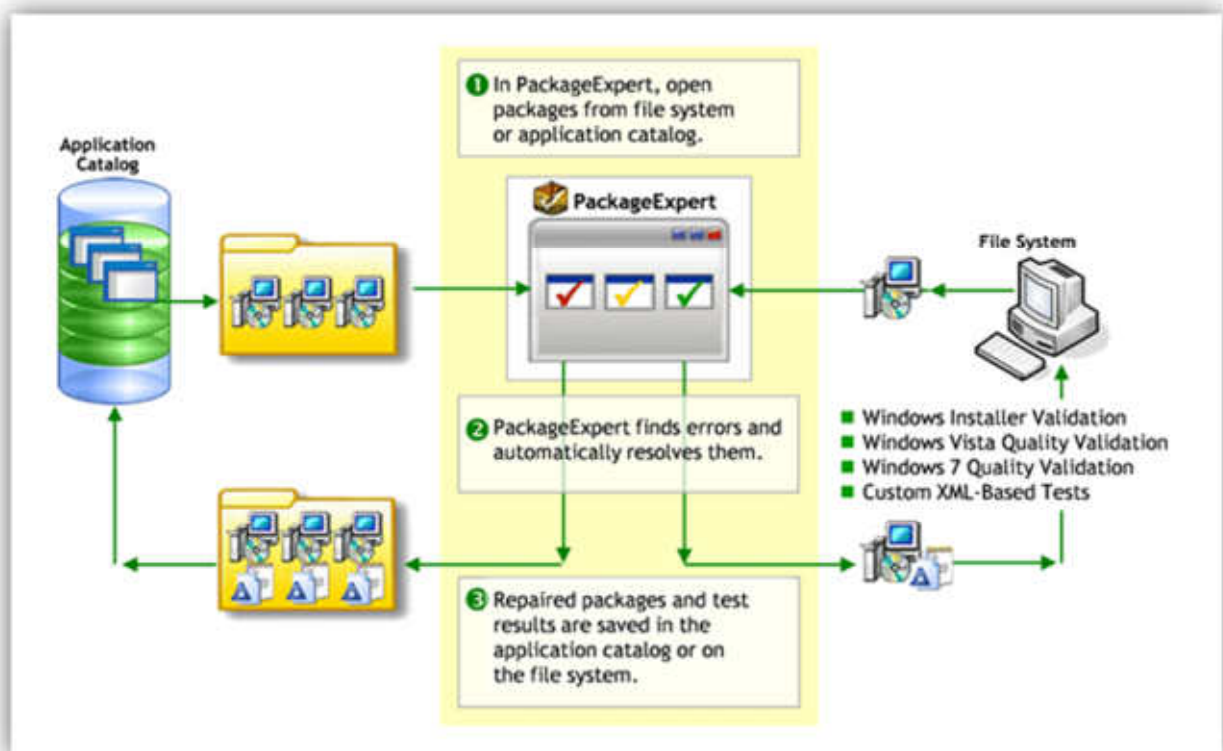 1 In PackageExpert, open
packages from file system
or application catalog.
Application
Catalog
PackageExpert
File System
2 PackageExpert finds errors and
automatically resolves them.
Windows Installer Validation
Windows Vista Quality Validation
Windows 7 Quality Validation
Custom XML-Based Tests
3 Repaired packages and test
results are saved in the
application catalog or on
the file system.